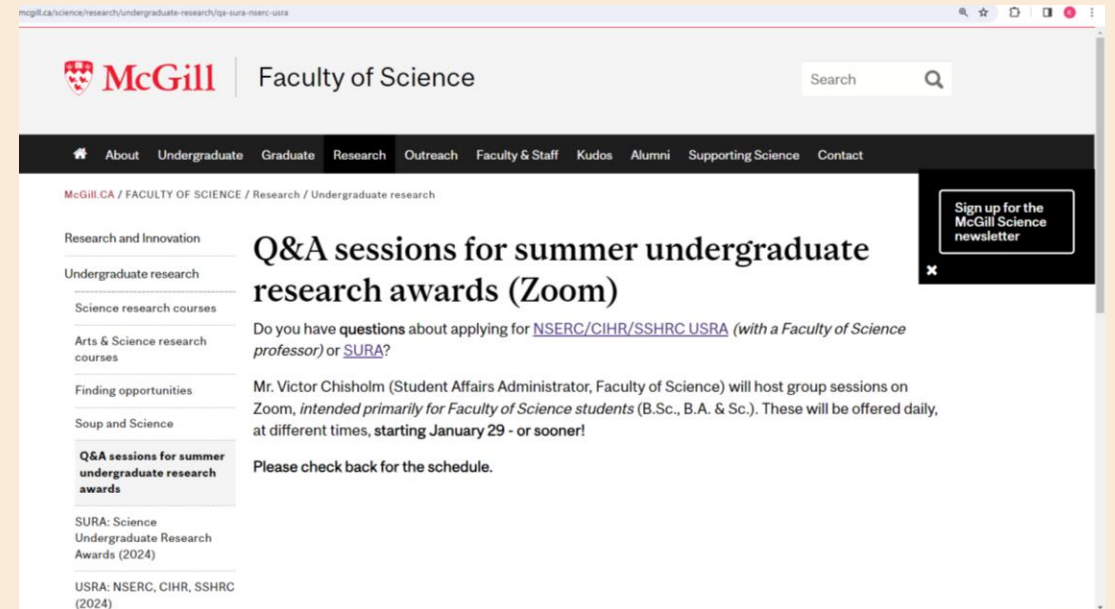 mcgill.ca/science/research/undergraduate-research/qa-sura-nserc-usra
McGill
Faculty of Science
Search
About Undergraduate Graduate Research Outreach Faculty & Staff Kudos Alumni Supporting Science Contact
McGill.CA / FACULTY OF SCIENCE / Research / Undergraduate research
Sign up for the
McGill Science
newsletter
Research and Innovation
Undergraduate research
Science research courses
Arts & Science research
courses
Finding opportunities
Soup and Science
Q&A sessions for summer
undergraduate research
awards
SURA: Science
Undergraduate Research
Awards (2024)
USRA: NSERC, CIHR, SSHRC
(2024)
Q&A sessions for summer undergraduate
research awards (Zoom)
Do you have questions about applying for NSERC/CIHR/SSHRC USRA (with a Faculty of Science
professor) or SURA?
Mr. Victor Chisholm (Student Affairs Administrator, Faculty of Science) will host group sessions on
Zoom, intended primarily for Faculty of Science students (B.Sc., B.A. & Sc.). These will be offered daily,
at different times, starting January 29 - or sooner!
Please check back for the schedule.